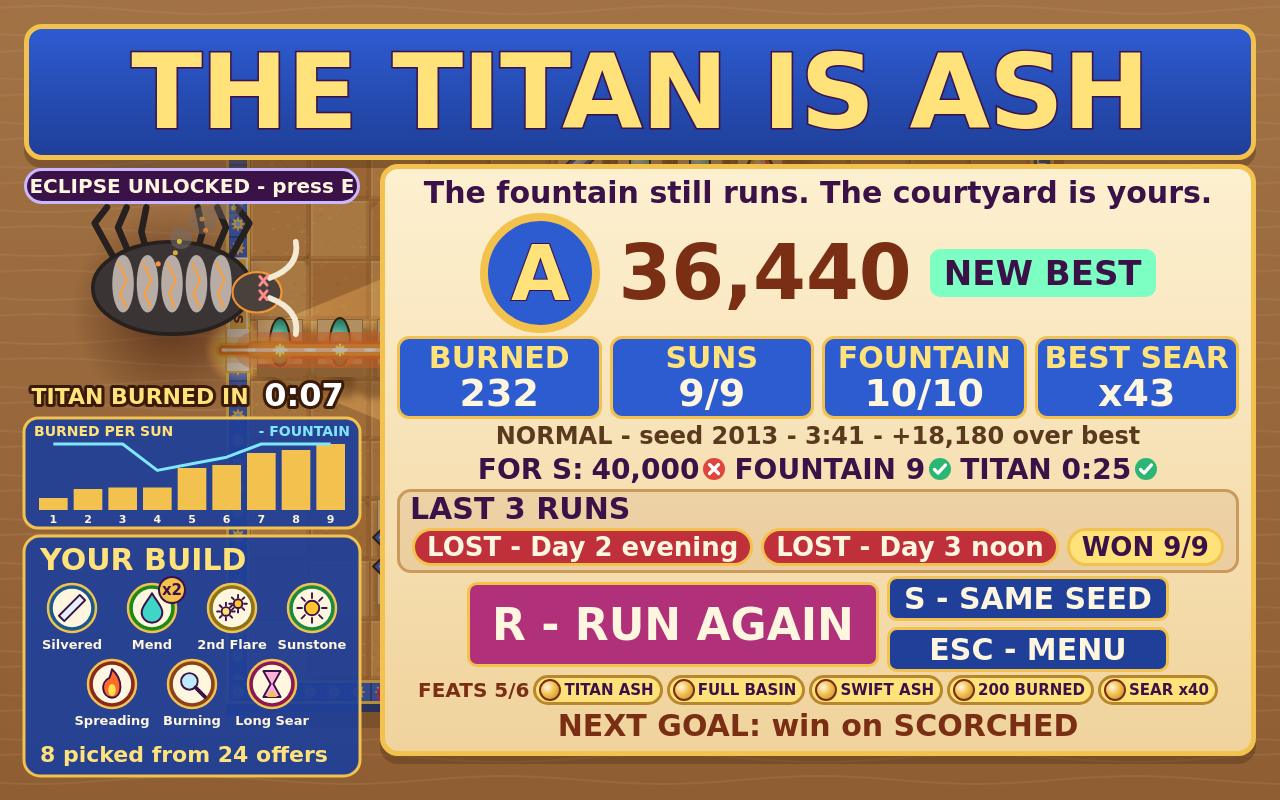 THE TITAN IS ASH
ECLIPSE UNLOCKED - press E
TITAN BURNED IN 0:07
BURNED PER SUN - FOUNTAIN
1 2 3 4 5 6 7 8 9
YOUR BUILD
x2
Silvered Mend 2nd Flare Sunstone
Spreading Burning Long Sear
8 picked from 24 offers
The fountain still runs. The courtyard is yours.
A 36,440 NEW BEST
BURNED SUNS FOUNTAIN BEST SEAR
232 9/9 10/10 x43
NORMAL - seed 2013 - 3:41 - +18,180 over best
FOR S: 40,000 FOUNTAIN 9 TITAN 0:25
LAST 3 RUNS
LOST - Day 2 evening LOST - Day 3 noon WON 9/9
R - RUN AGAIN
S - SAME SEED
ESC - MENU
FEATS 5/6 TITAN ASH FULL BASIN SWIFT ASH 200 BURNED SEAR x40
NEXT GOAL: win on SCORCHED